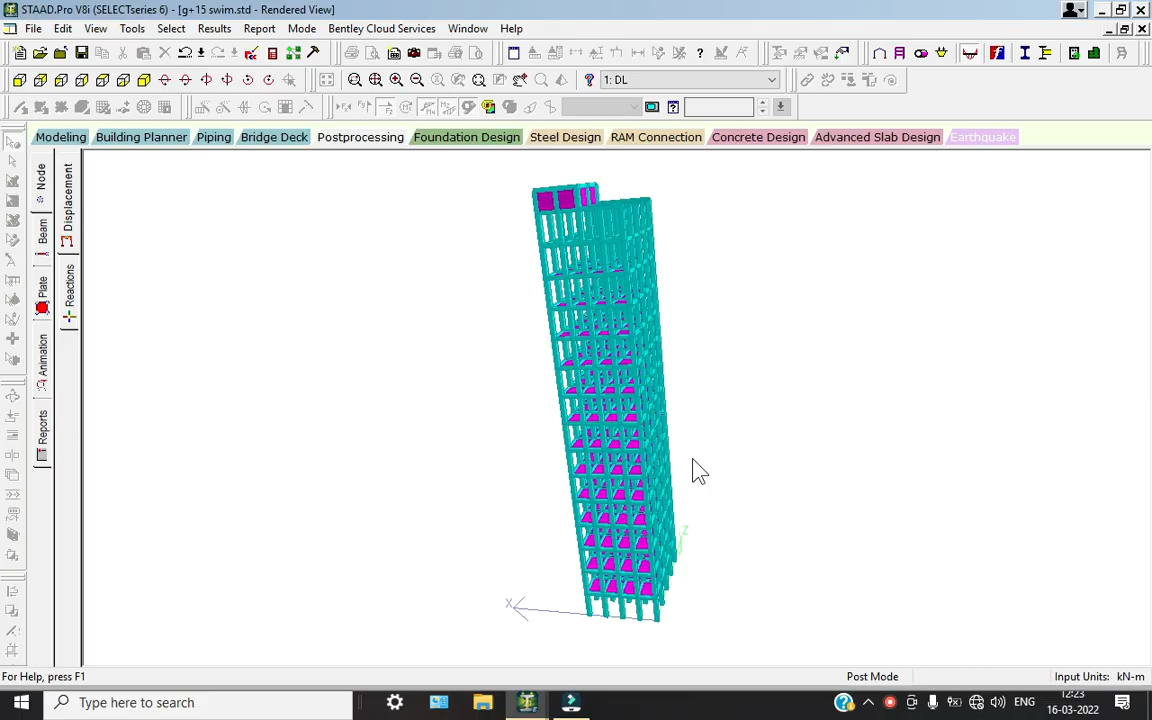 STAAD.Pro V8i (SELECTseries 6) - [g+15 swim.std - Rendered View]
File Edit View Tools Select Results Report Mode Bentley Cloud Services Window Help
1: DL
Modeling Building Planner Piping Bridge Deck Postprocessing Foundation Design Steel Design RAM Connection Concrete Design Advanced Slab Design Earthquake
Node
Beam
Plate
Animation
Reports
Displacement
Reactions
Z
X
For Help, press F1
Post Mode
Input Units: kN-m
Type here to search
ENG
12:23
16-03-2022